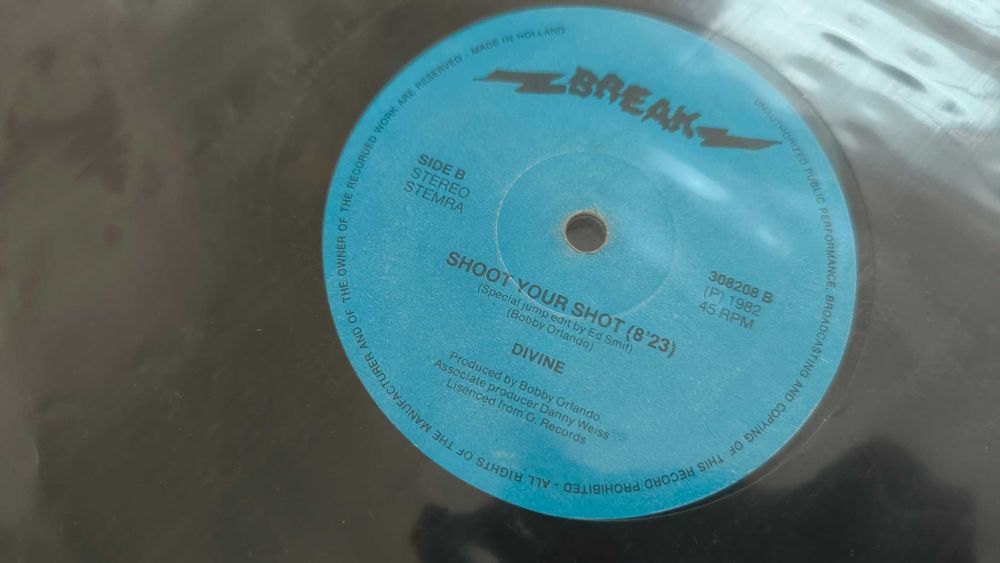 BREAK
SIDE B
STEREO
STEMRA
308208 B
(P) 1982
45 RPM
SHOOT YOUR SHOT (8'23)
(Special jump edit by Ed Smit)
(Bobby Orlando)
DIVINE
Produced by Bobby Orlando
Associate producer Danny Weiss
Lisenced from O. Records
ALL RIGHTS OF THE MANUFACTURER AND OF THE OWNER OF THE RECORDED WORK ARE RESERVED - MADE IN HOLLAND
UNAUTHORIZED PUBLIC PERFORMANCE, BROADCASTING AND COPYING OF THIS RECORD PROHIBITED -